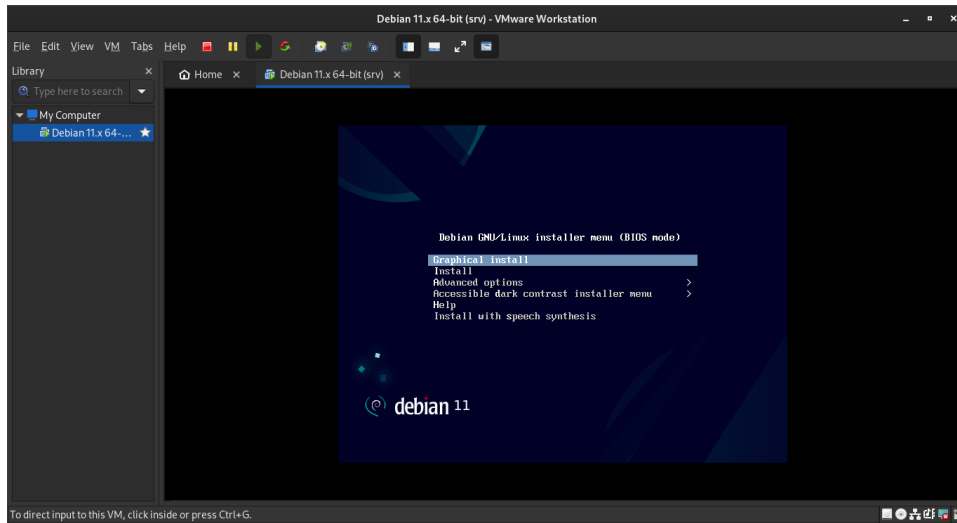 Debian 11.x 64-bit (srv) - VMware Workstation
File Edit View VM Tabs Help
Library
Home
Debian 11.x 64-bit (srv)
Type here to search
My Computer
Debian 11.x 64-...
Debian GNU/Linux installer menu (BIOS mode)
Graphical install
Install
Advanced options >
Accessible dark contrast installer menu >
Help
Install with speech synthesis
debian 11
To direct input to this VM, click inside or press Ctrl+G.